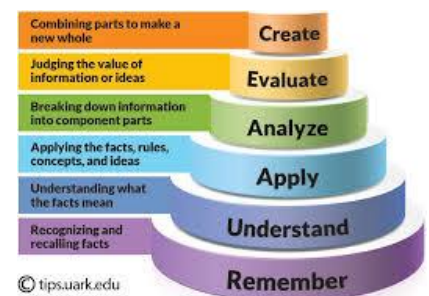 Combining parts to make a
new whole
Create
Judging the value of
information or ideas
Evaluate
Breaking down information
into component parts
Analyze
Applying the facts, rules,
concepts, and ideas
Apply
Understanding what
the facts mean
Understand
Recognizing and
recalling facts
Remember
© tips.uark.edu